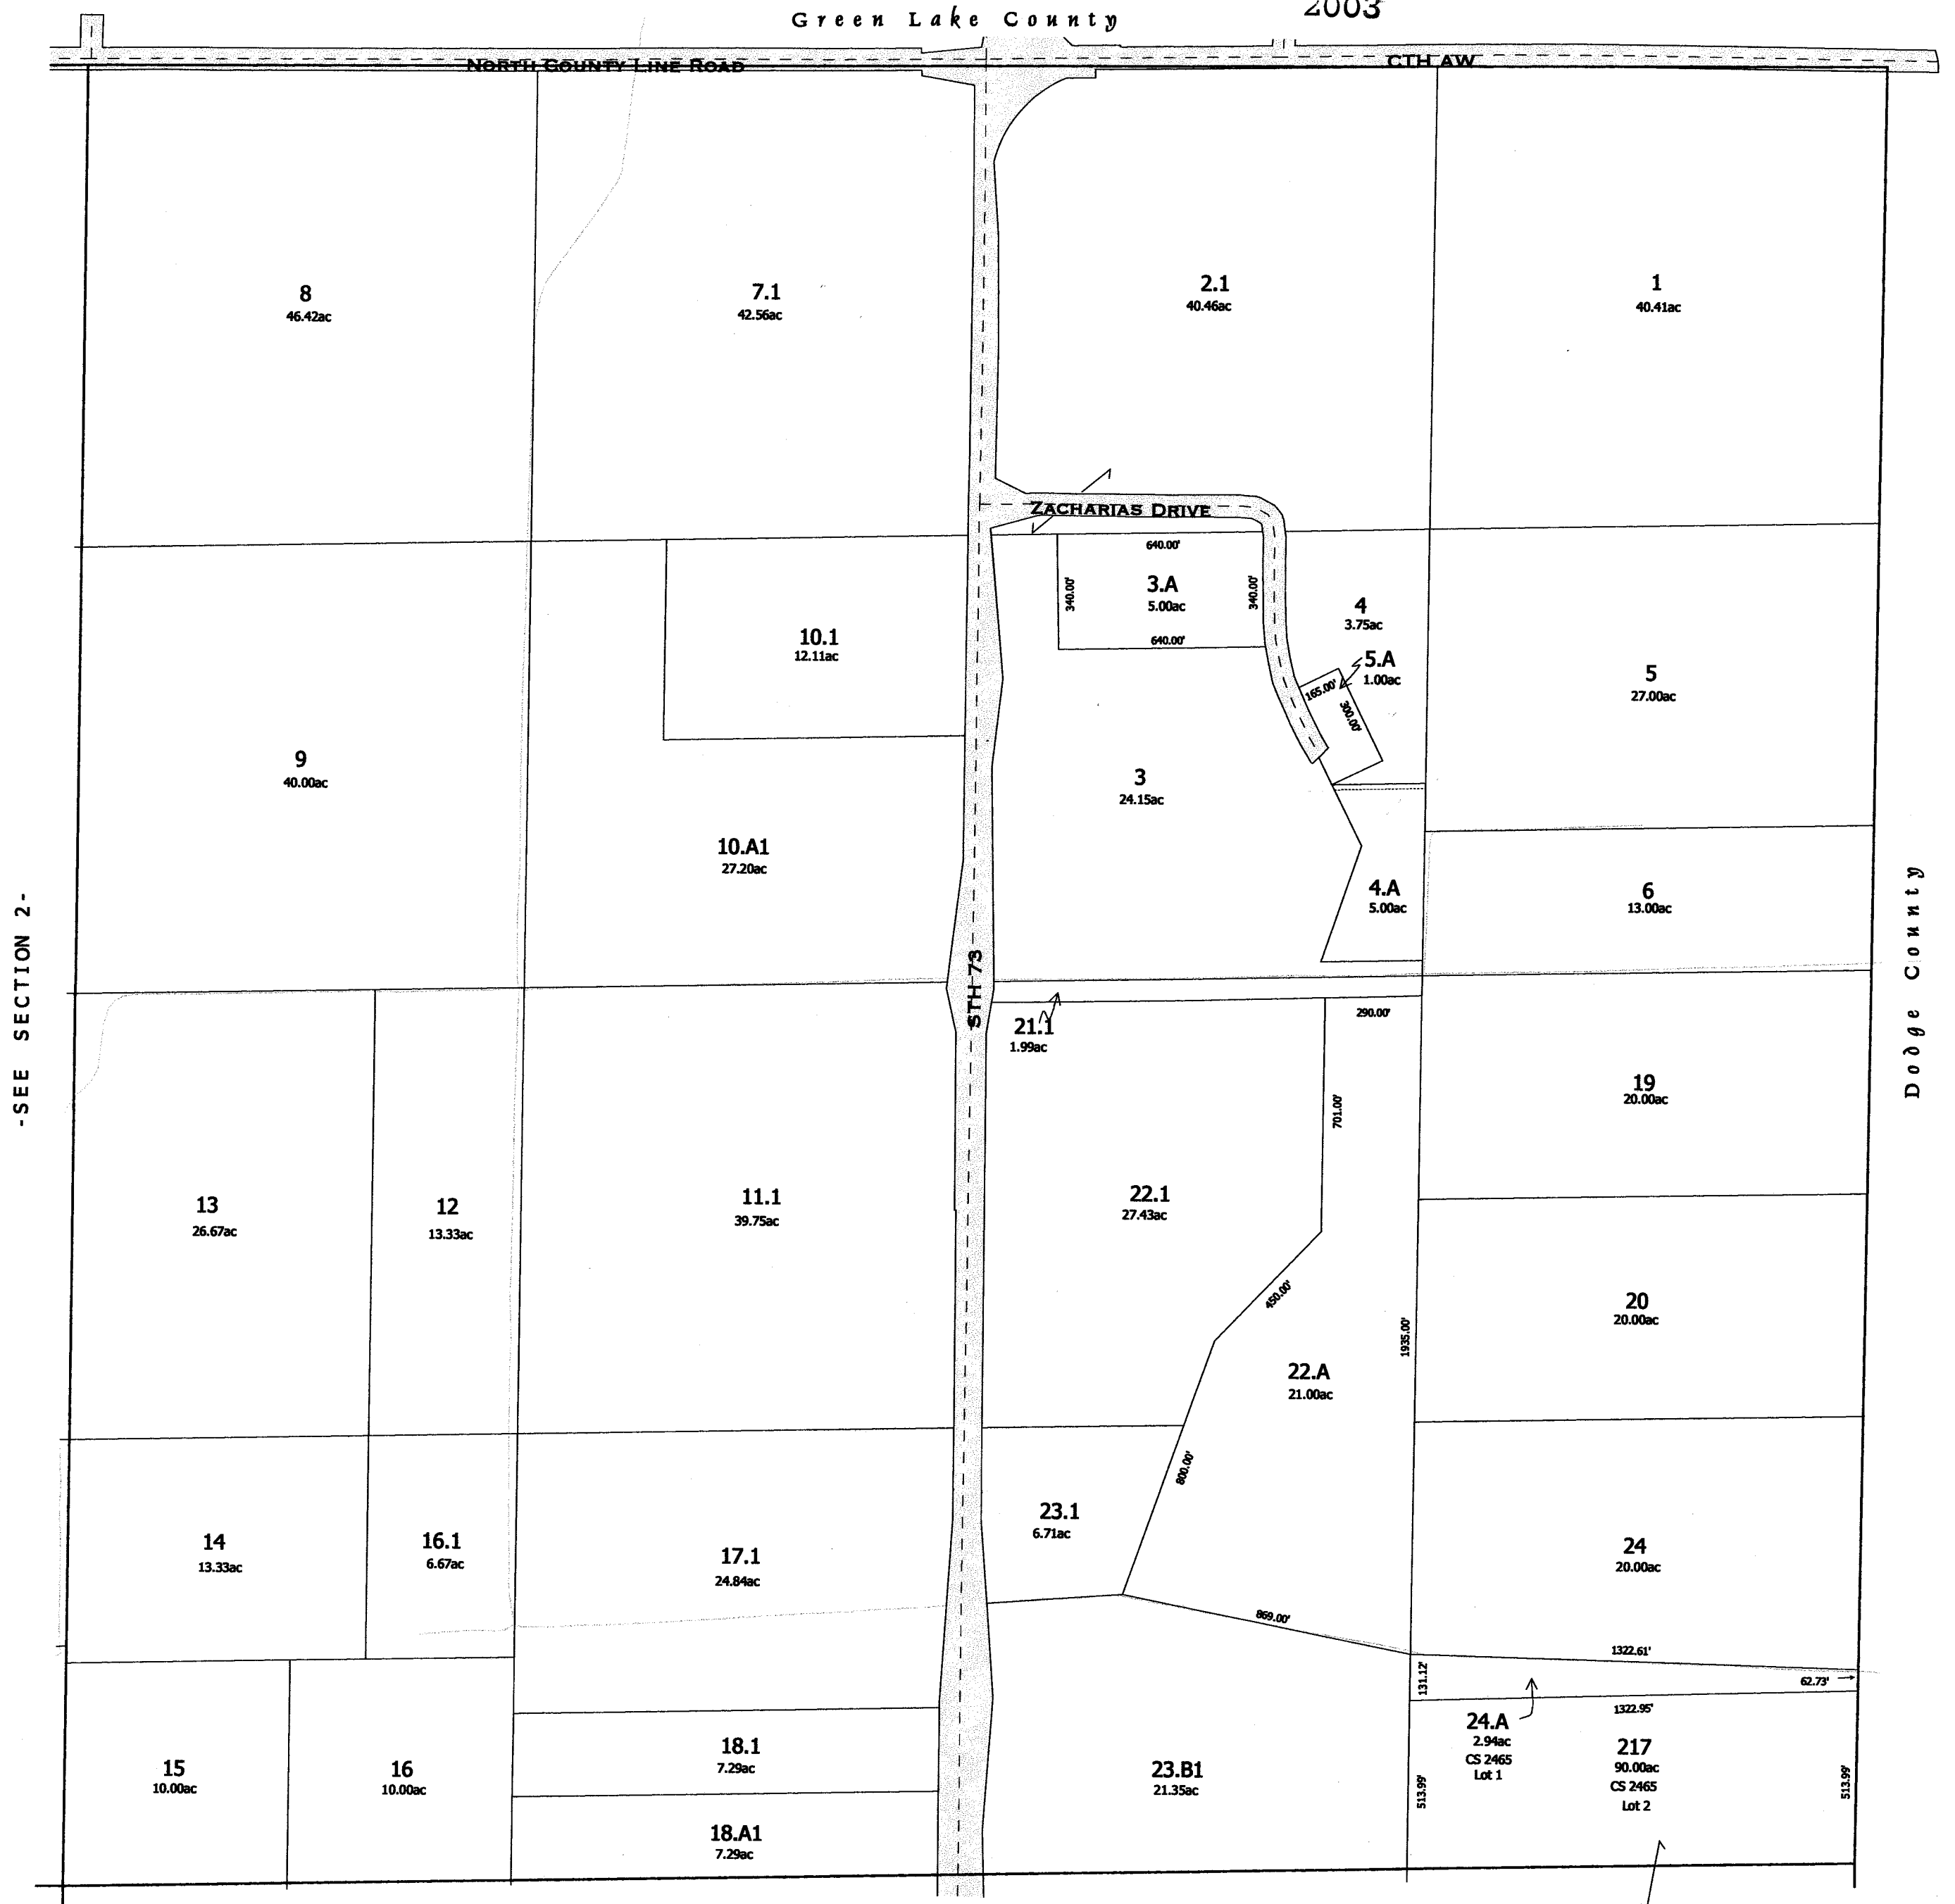 Green Lake County
2003
NORTH COUNTY LINE ROAD
CTH AW
8
46.42ac
7.1
42.56ac
2.1
40.46ac
1
40.41ac
ZACHARIAS DRIVE
640.00'
340.00'
3.A
5.00ac
340.00'
640.00'
4
3.75ac
5.A
1.00ac
165.00'
300.00'
10.1
12.11ac
5
27.00ac
9
40.00ac
3
24.15ac
10.A1
27.20ac
4.A
5.00ac
6
13.00ac
-SEE SECTION 2-
Dodge County
STH 73
21.1
1.99ac
290.00'
701.00'
19
20.00ac
13
26.67ac
12
13.33ac
11.1
39.75ac
22.1
27.43ac
450.00'
1935.00'
20
20.00ac
22.A
21.00ac
800.00'
23.1
6.71ac
14
13.33ac
16.1
6.67ac
17.1
24.84ac
24
20.00ac
869.00'
1322.61'
131.12'
62.73'
1322.95'
24.A
2.94ac
CS 2465
Lot 1
217
90.00ac
CS 2465
Lot 2
513.99'
513.99'
15
10.00ac
16
10.00ac
18.1
7.29ac
23.B1
21.35ac
18.A1
7.29ac